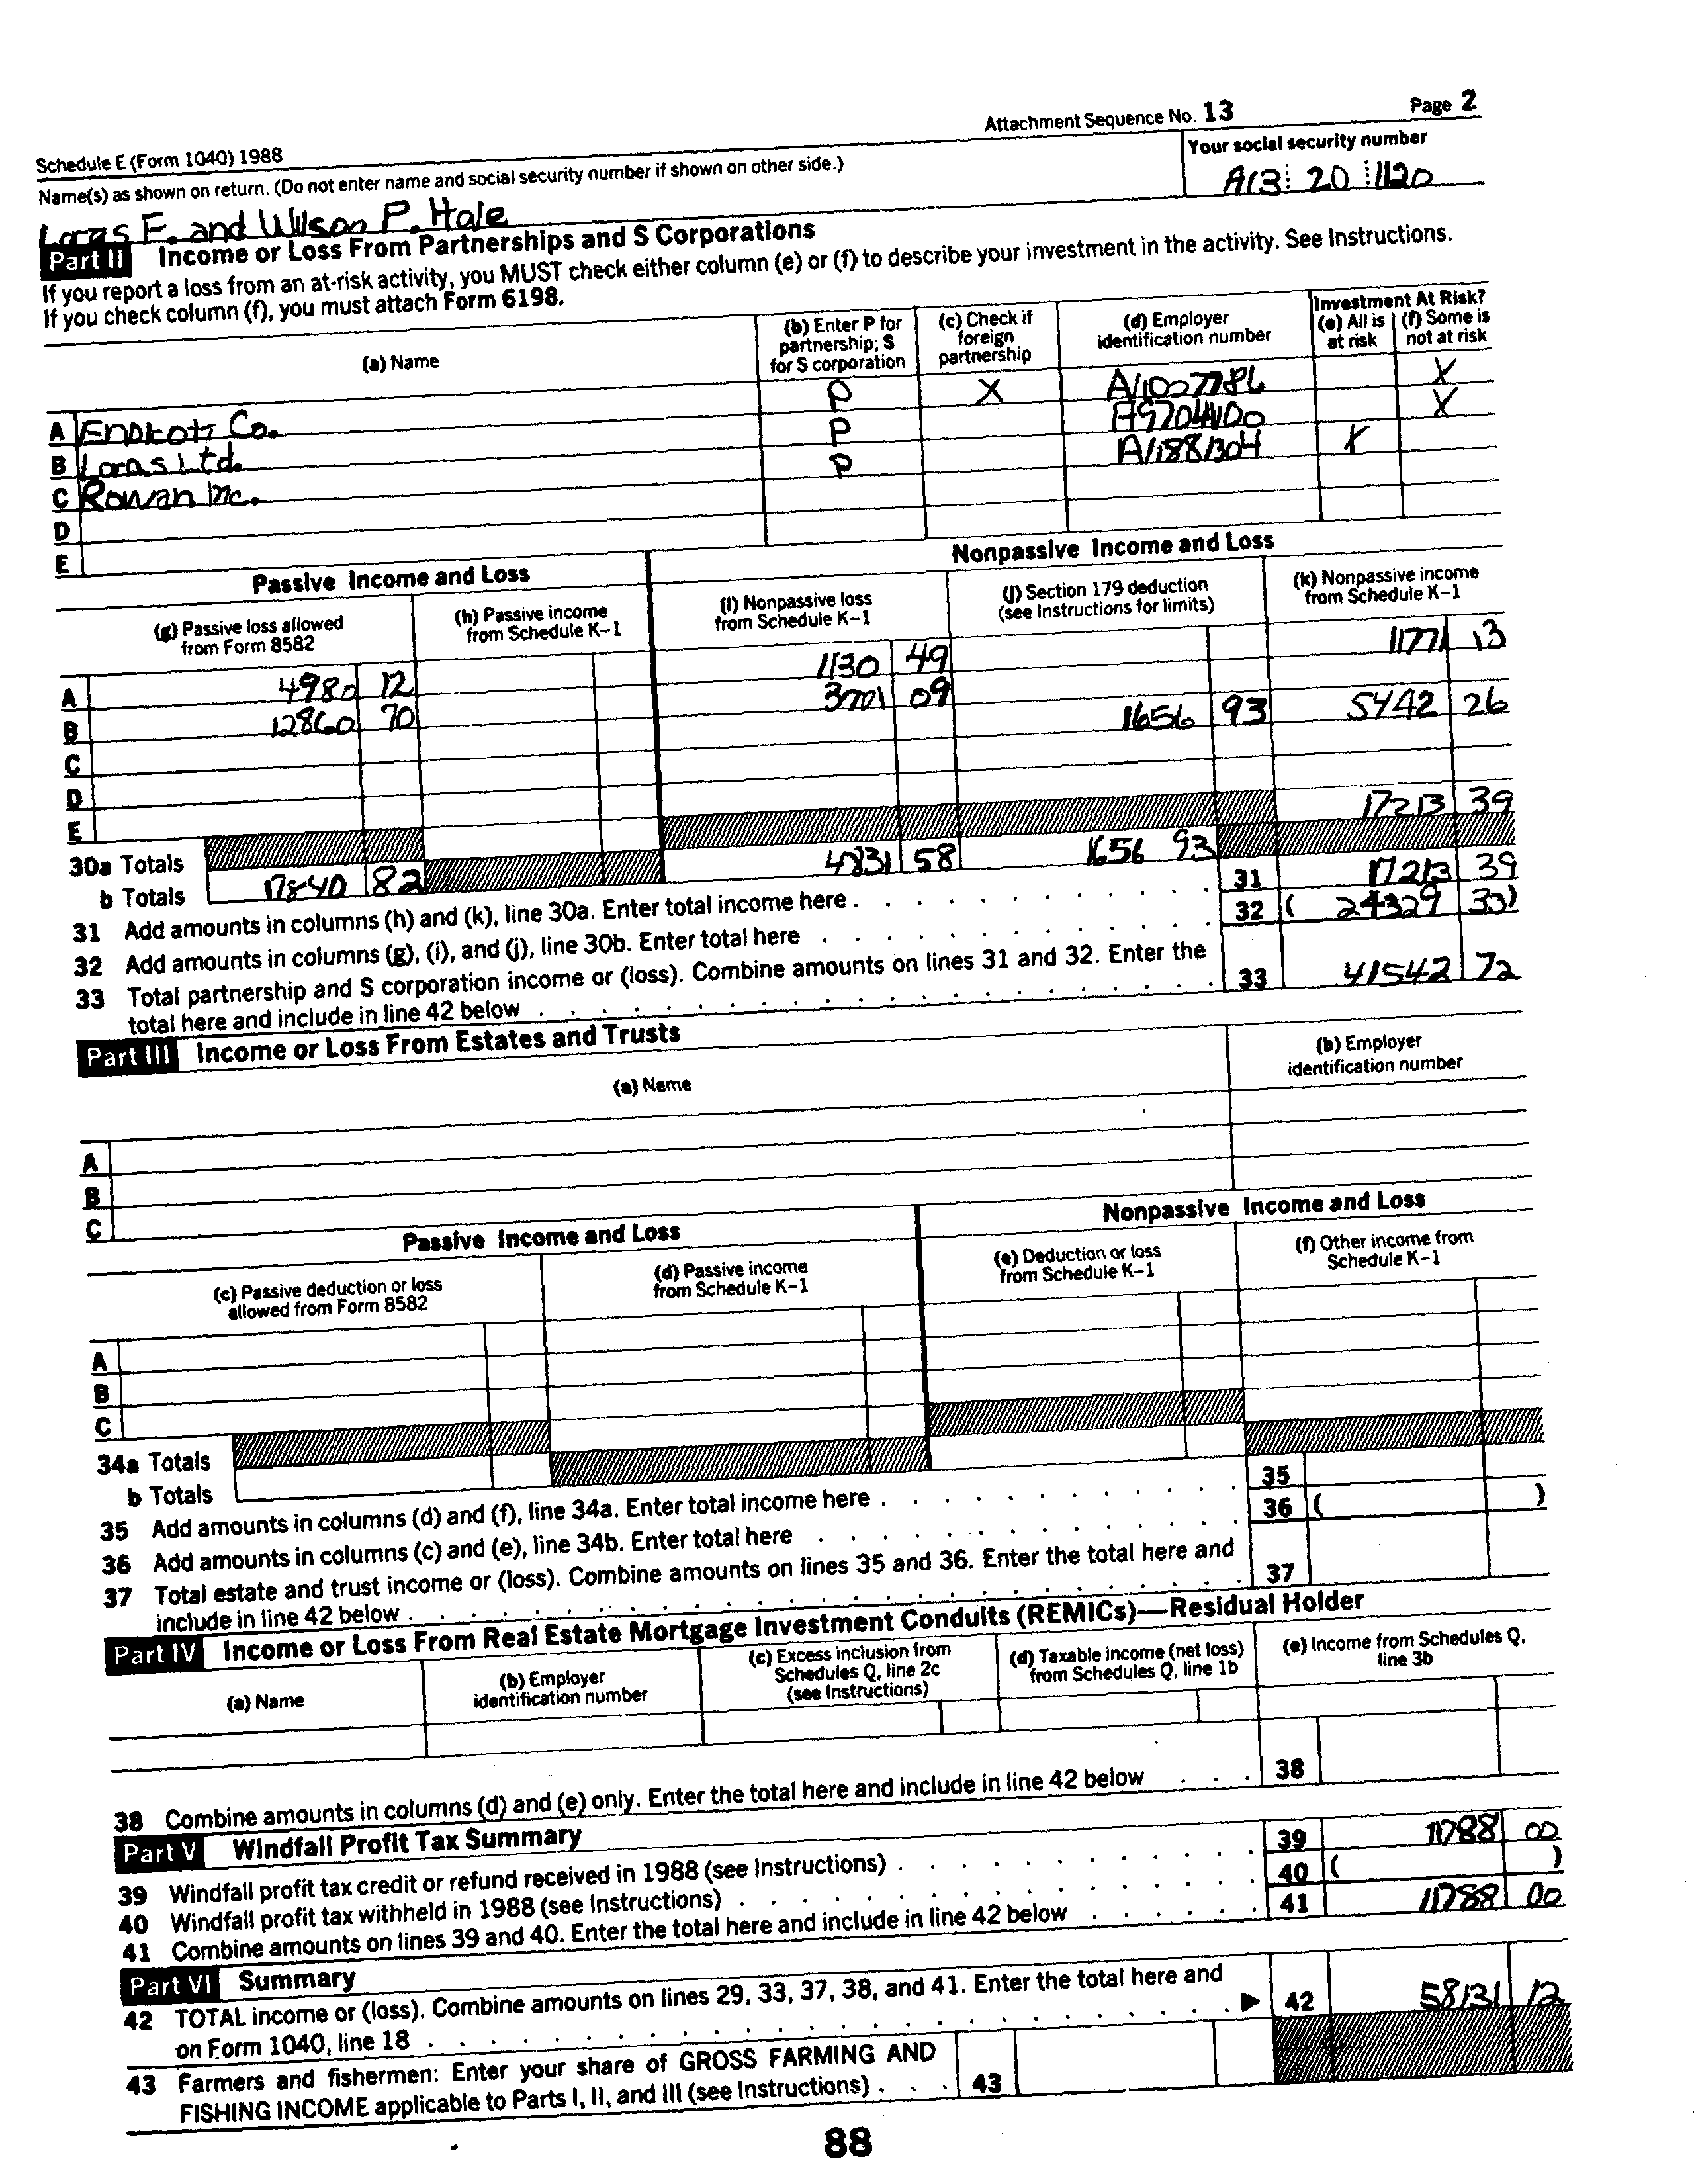 Attachment Sequence No. 13 Page 2
Schedule E (Form 1040) 1988
Name(s) as shown on return. (Do not enter name and social security number if shown on other side.) Your social security number
Loras E. and Wilson P. Hale A13 20 1120
Part II Income or Loss From Partnerships and S Corporations
If you report a loss from an at-risk activity, you MUST check either column (e) or (f) to describe your investment in the activity. See Instructions.
If you check column (f), you must attach Form 6198.
(a) Name
(b) Enter P for partnership; S for S corporation
(c) Check if foreign partnership
(d) Employer identification number
Investment At Risk?
(e) All is at risk
(f) Some is not at risk
A Endicott Co. P X A11007786 X
B Loras Ltd. P A9704100 X
C Rowan Inc. P A11881304 X
D
E
Passive Income and Loss Nonpassive Income and Loss
(g) Passive loss allowed from Form 8582
(h) Passive income from Schedule K-1
(i) Nonpassive loss from Schedule K-1
(j) Section 179 deduction (see Instructions for limits)
(k) Nonpassive income from Schedule K-1
A 4980 12 1130 49 11771 13
B 12860 70 3701 09
C 1656 93 5442 26
D
E
30a Totals 17213 39
b Totals 17840 82 4831 58 1656 93
31 Add amounts in columns (h) and (k), line 30a. Enter total income here . 31 17213 39
32 Add amounts in columns (g), (i), and (j), line 30b. Enter total here 32 ( 24329 33)
33 Total partnership and S corporation income or (loss). Combine amounts on lines 31 and 32. Enter the
total here and include in line 42 below 33 41542 72
Part III Income or Loss From Estates and Trusts
(a) Name
(b) Employer identification number
A
B
C
Passive Income and Loss Nonpassive Income and Loss
(c) Passive deduction or loss allowed from Form 8582
(d) Passive income from Schedule K-1
(e) Deduction or loss from Schedule K-1
(f) Other income from Schedule K-1
A
B
C
34a Totals
b Totals
35 Add amounts in columns (d) and (f), line 34a. Enter total income here . 35
36 Add amounts in columns (c) and (e), line 34b. Enter total here 36 ( )
37 Total estate and trust income or (loss). Combine amounts on lines 35 and 36. Enter the total here and
include in line 42 below . 37
Part IV Income or Loss From Real Estate Mortgage Investment Conduits (REMICs)—Residual Holder
(a) Name
(b) Employer identification number
(c) Excess inclusion from Schedules Q, line 2c (see Instructions)
(d) Taxable income (net loss) from Schedules Q, line 1b
(e) Income from Schedules Q, line 3b
38 Combine amounts in columns (d) and (e) only. Enter the total here and include in line 42 below 38
Part V Windfall Profit Tax Summary
39 Windfall profit tax credit or refund received in 1988 (see Instructions) . 39 11788 00
40 Windfall profit tax withheld in 1988 (see Instructions) . 40 ( )
41 Combine amounts on lines 39 and 40. Enter the total here and include in line 42 below 41 11788 00
Part VI Summary
42 TOTAL income or (loss). Combine amounts on lines 29, 33, 37, 38, and 41. Enter the total here and
on Form 1040, line 18 ▶ 42 58131 12
43 Farmers and fishermen: Enter your share of GROSS FARMING AND
FISHING INCOME applicable to Parts I, II, and III (see Instructions) . 43
88